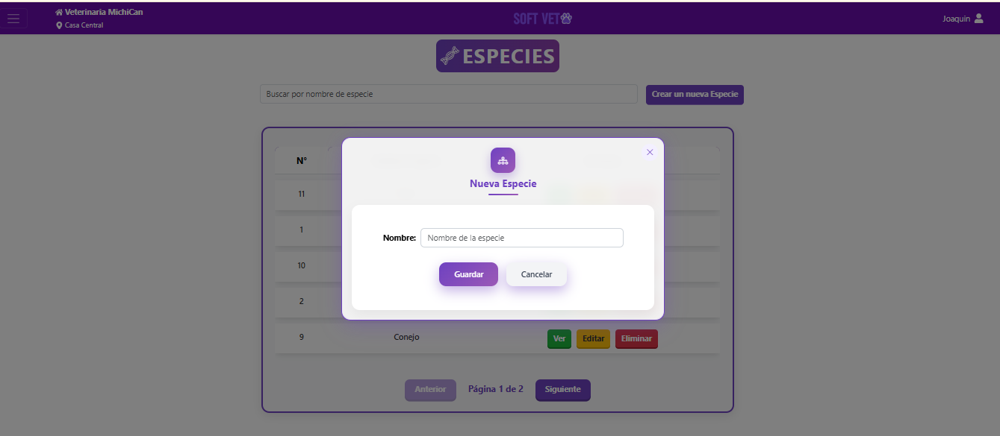 Veterinaria MichiCan
Casa Central
SOFT VET
Joaquin
ESPECIES
Buscar por nombre de especie
Crear un nueva Especie
N°
Nueva Especie
11
1
Nombre: Nombre de la especie
10
Guardar Cancelar
2
9 Conejo Ver Editar Eliminar
Anterior Página 1 de 2 Siguiente